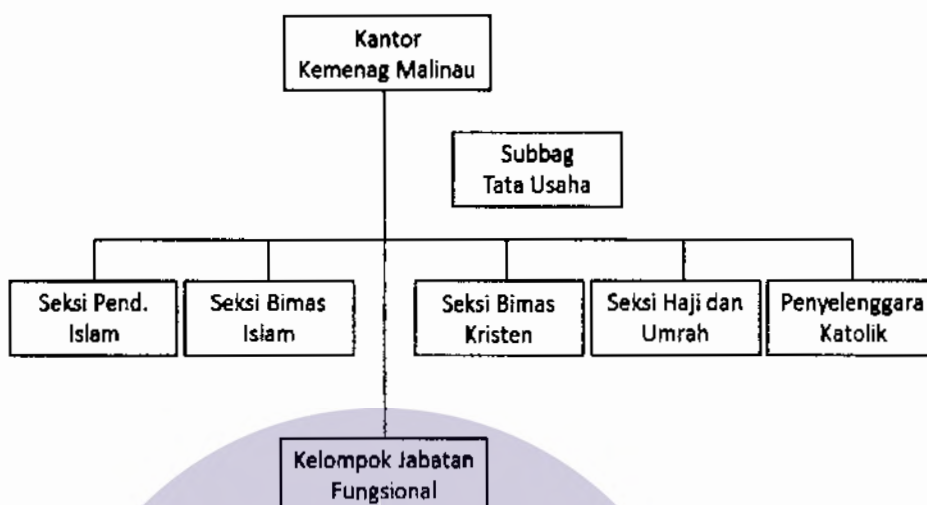 Kantor
Kemenag Malinau
Subbag
Tata Usaha
Seksi Pend.
Islam
Seksi Bimas
Islam
Seksi Bimas
Kristen
Seksi Haji dan
Umrah
Penyelenggara
Katolik
Kelompok Jabatan
Fungsional